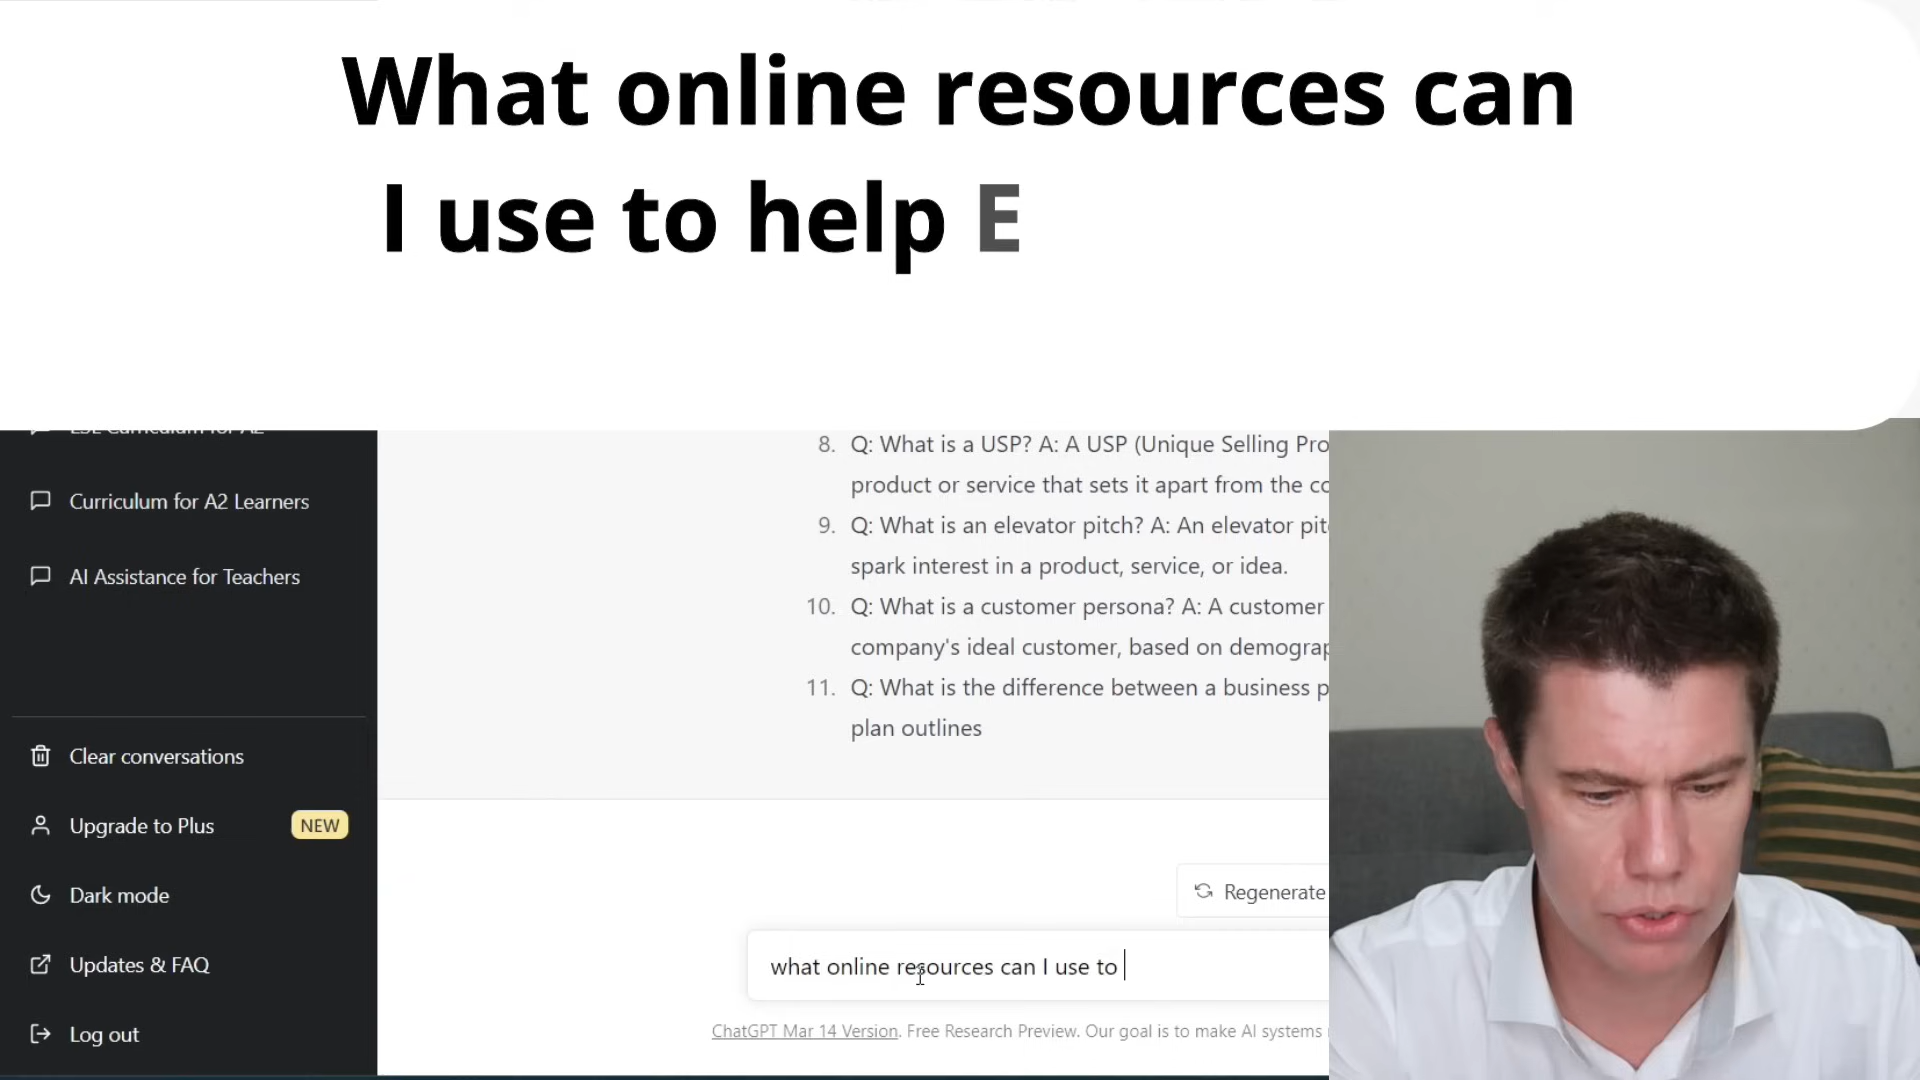 What online resources can
I use to help E
ESL Curriculum for A2
Curriculum for A2 Learners
AI Assistance for Teachers
Clear conversations
Upgrade to Plus NEW
Dark mode
Updates & FAQ
Log out
8. Q: What is a USP? A: A USP (Unique Selling Pro
product or service that sets it apart from the co
9. Q: What is an elevator pitch? A: An elevator pit
spark interest in a product, service, or idea.
10. Q: What is a customer persona? A: A customer
company's ideal customer, based on demograp
11. Q: What is the difference between a business p
plan outlines
Regenerate
what online resources can I use to
ChatGPT Mar 14 Version. Free Research Preview. Our goal is to make AI systems